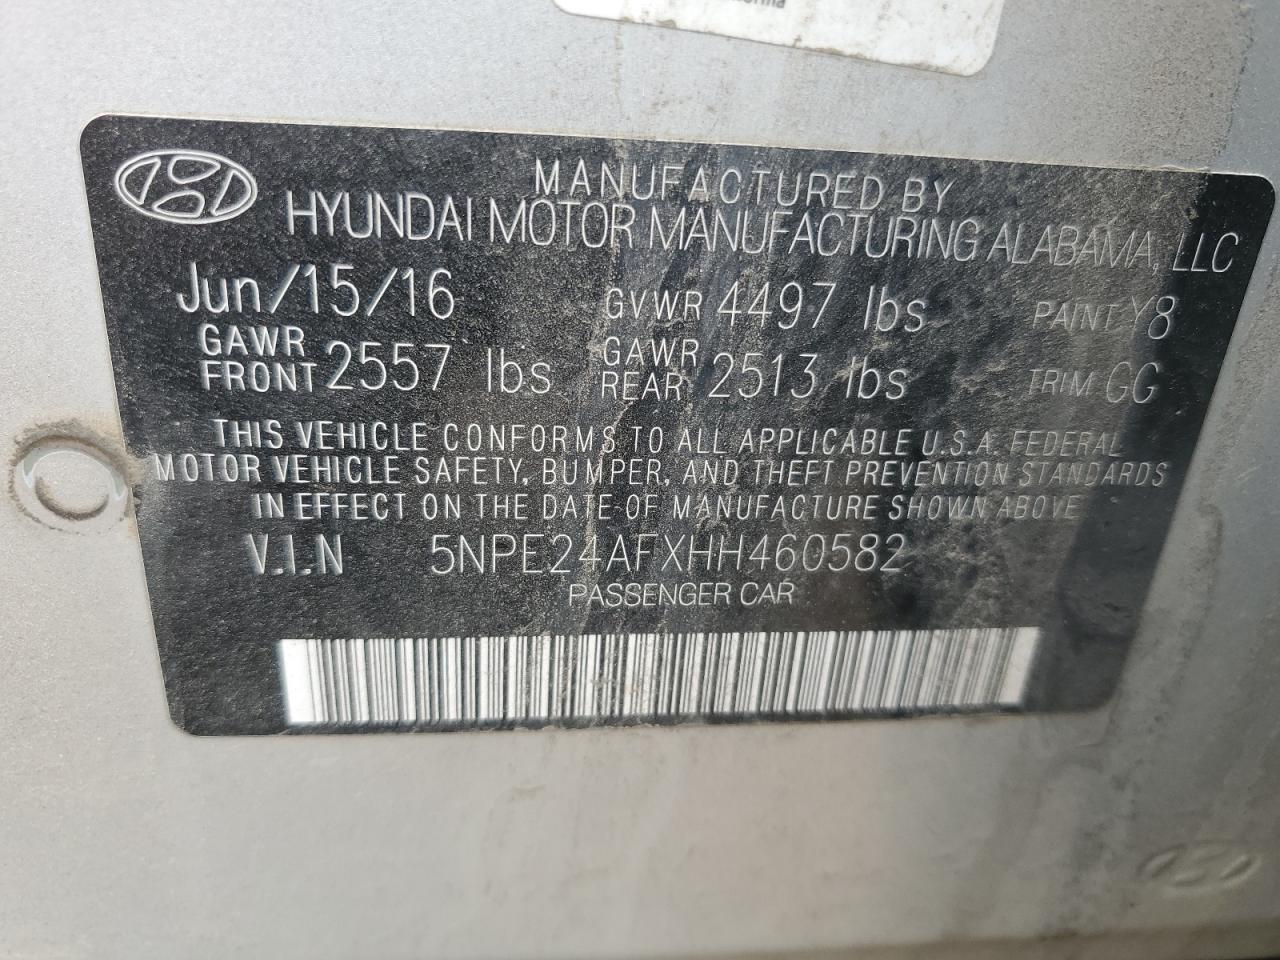 MANUFACTURED BY
HYUNDAI MOTOR MANUFACTURING ALABAMA, LLC
Jun/15/16 GVWR 4497 lbs PAINT Y8
GAWR FRONT 2557 lbs GAWR REAR 2513 lbs TRIM GG
THIS VEHICLE CONFORMS TO ALL APPLICABLE U.S.A. FEDERAL
MOTOR VEHICLE SAFETY, BUMPER, AND THEFT PREVENTION STANDARDS
IN EFFECT ON THE DATE OF MANUFACTURE SHOWN ABOVE
V.I.N 5NPE24AFXHH460582
PASSENGER CAR